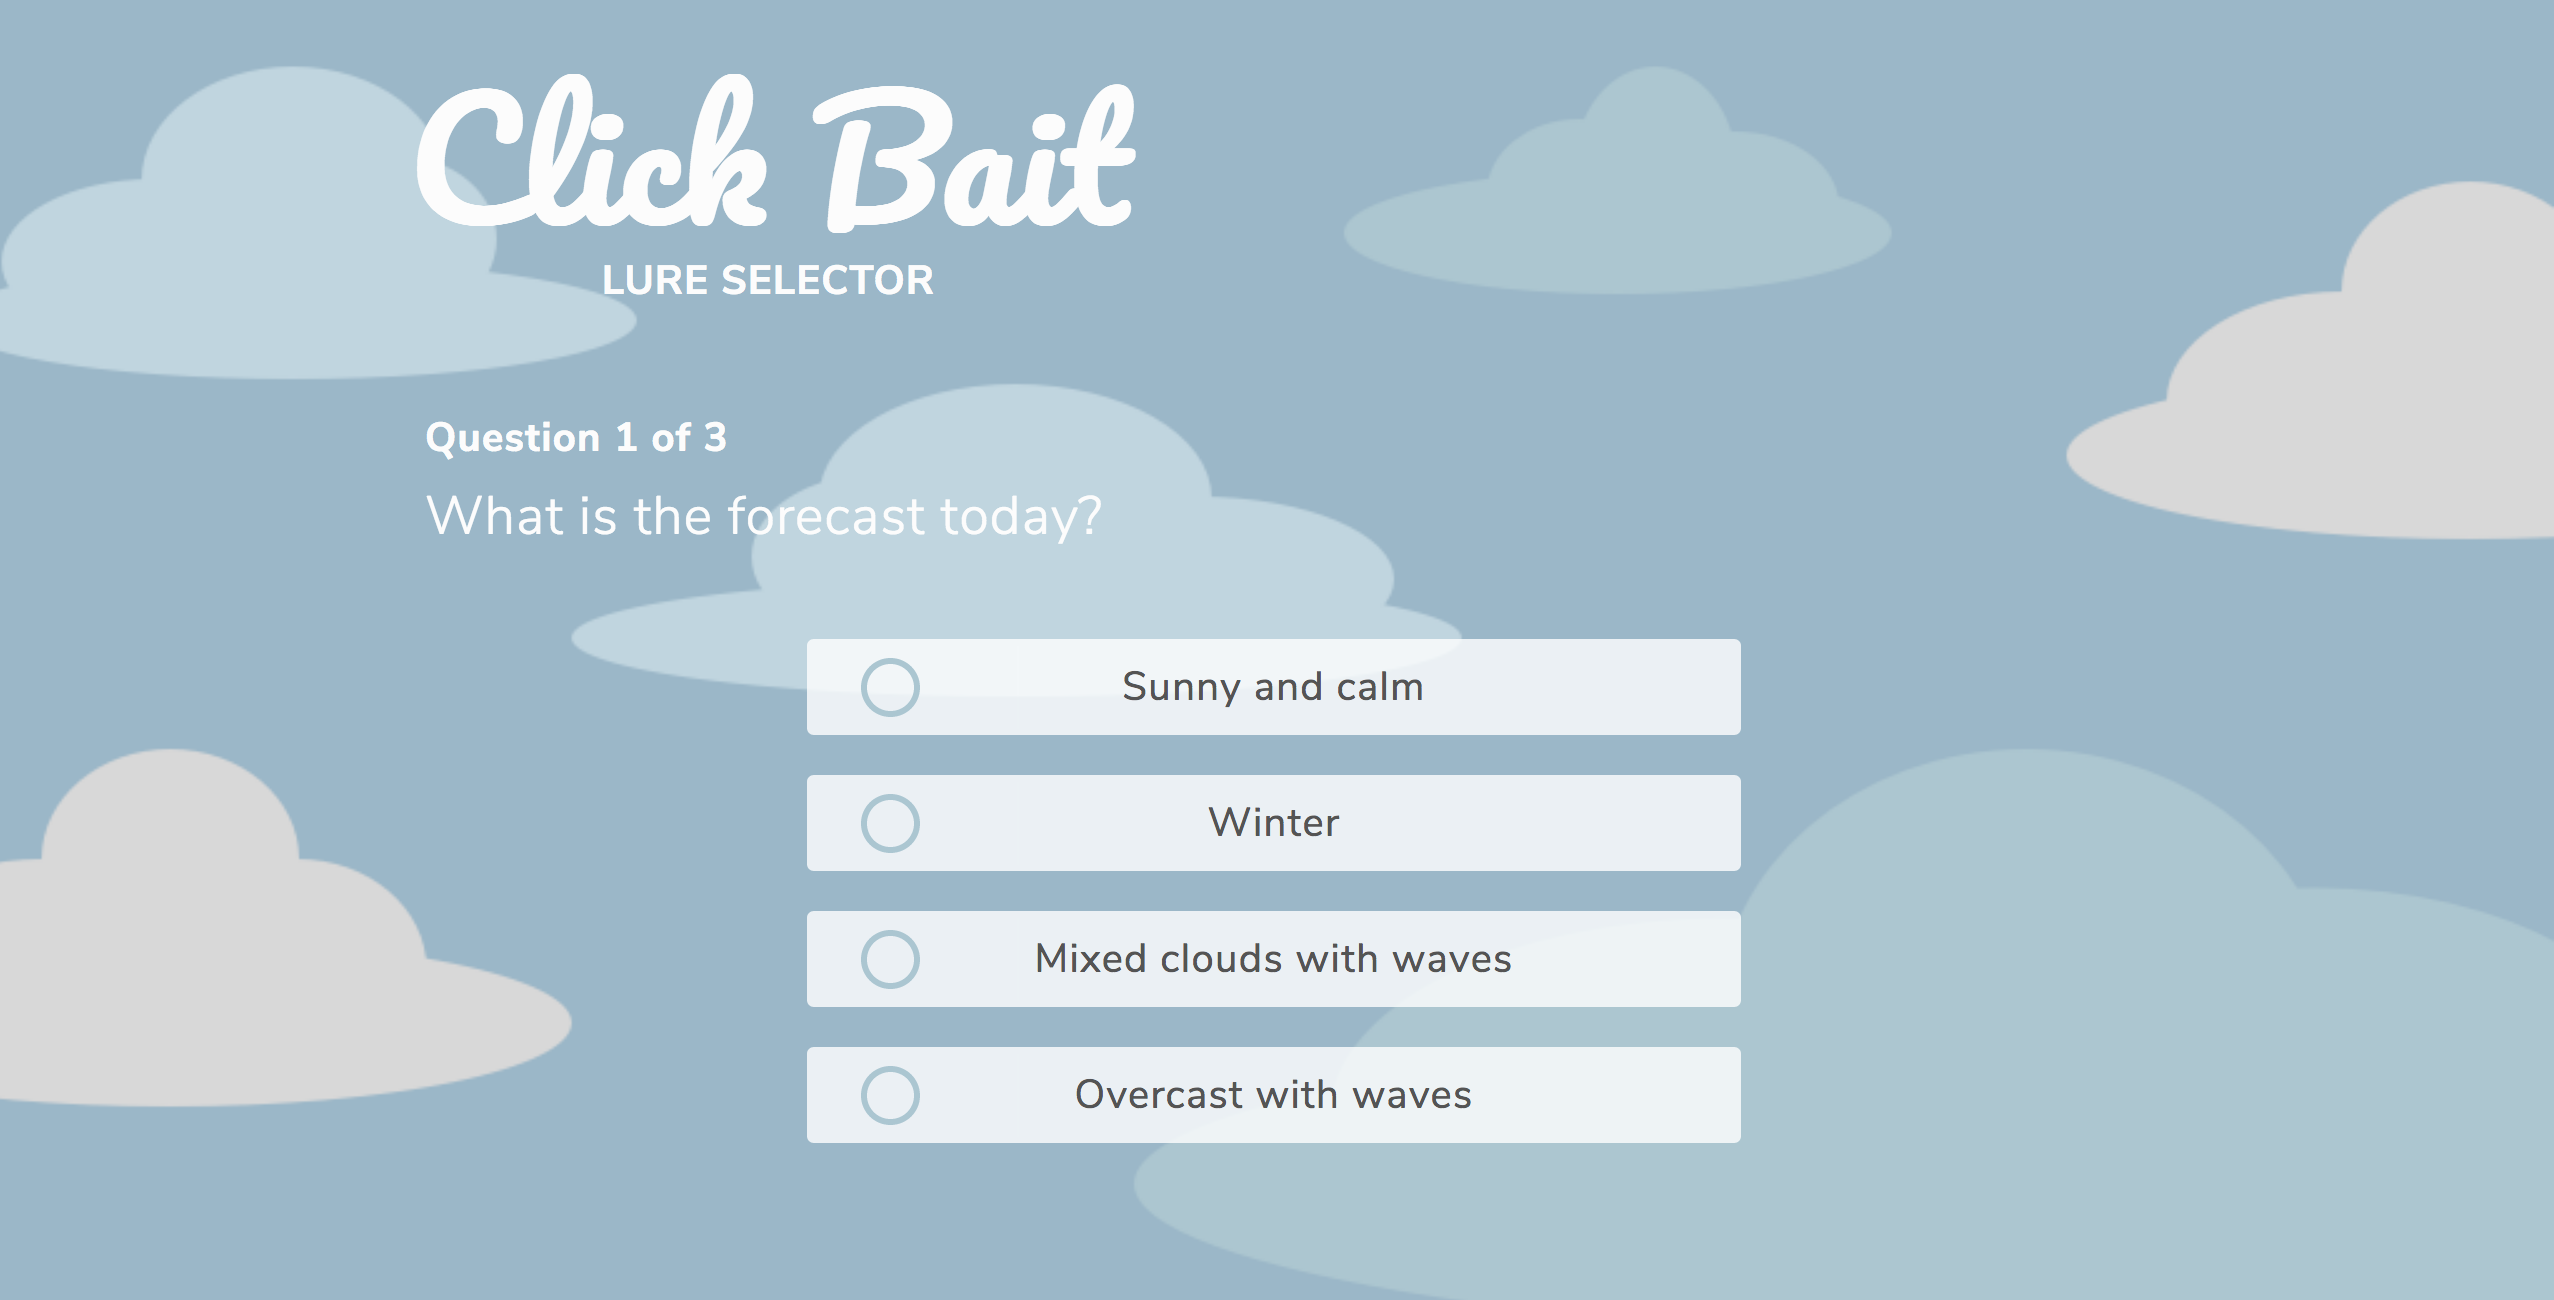 Click Bait
LURE SELECTOR
Question 1 of 3
What is the forecast today?
Sunny and calm
Winter
Mixed clouds with waves
Overcast with waves